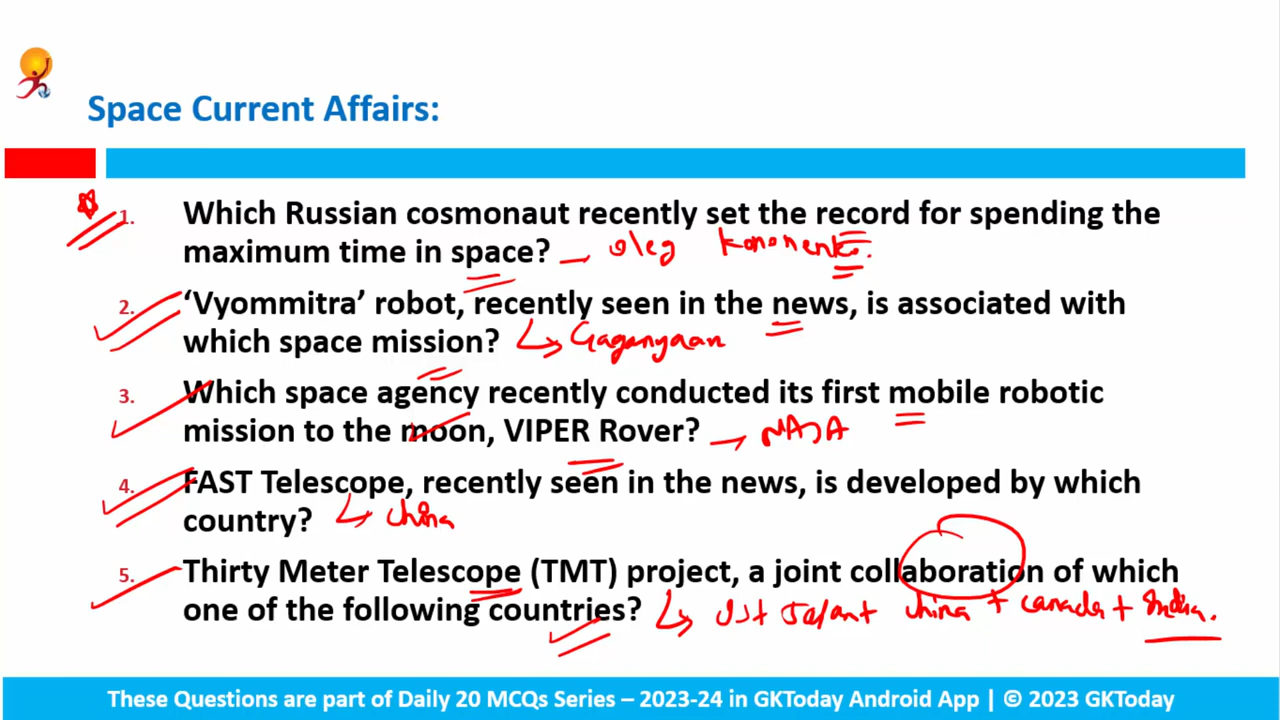 Space Current Affairs:
1. Which Russian cosmonaut recently set the record for spending the
maximum time in space? – oleg kononenko.
2. ‘Vyommitra’ robot, recently seen in the news, is associated with
which space mission? Gaganyaan
3. Which space agency recently conducted its first mobile robotic
mission to the moon, VIPER Rover? → NASA
4. FAST Telescope, recently seen in the news, is developed by which
country? China
5. Thirty Meter Telescope (TMT) project, a joint collaboration of which
one of the following countries? US+ Japan+ China + Canada + India.
These Questions are part of Daily 20 MCQs Series – 2023-24 in GKToday Android App | © 2023 GKToday